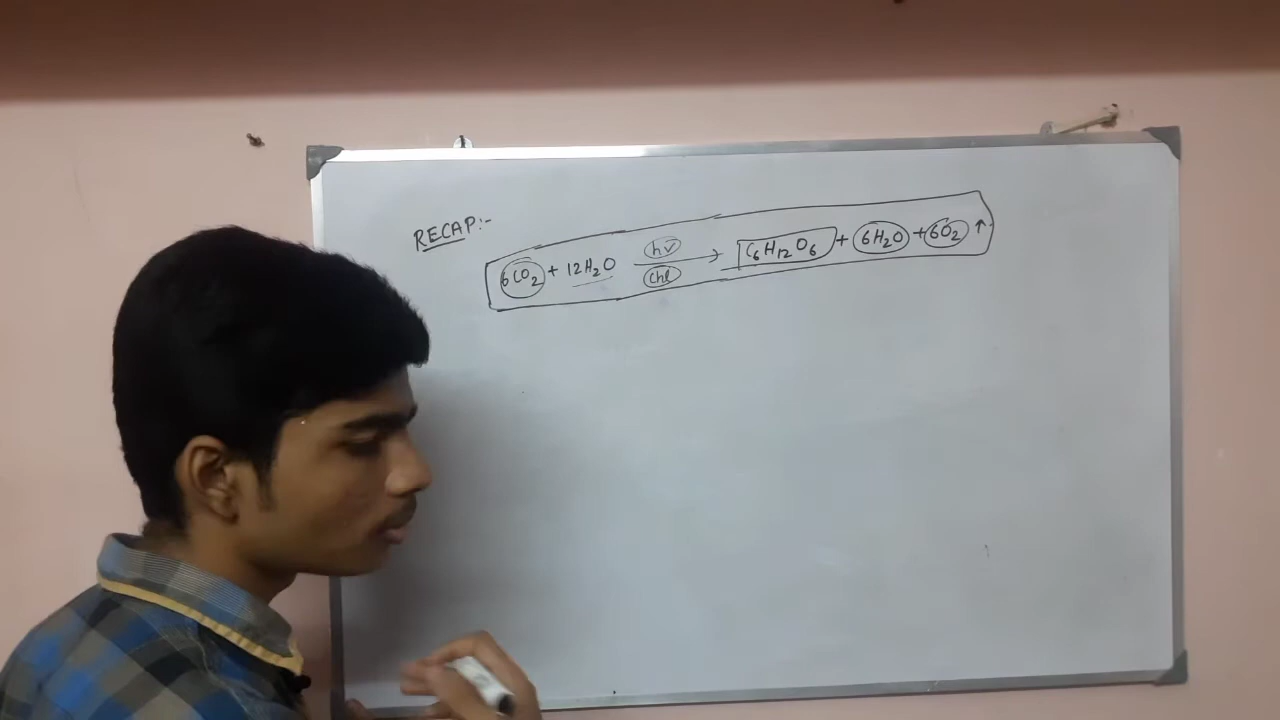 RECAP:-
6CO₂ + 12H₂O hν Chl → C₆H₁₂O₆ + 6H₂O + 6O₂ ↑